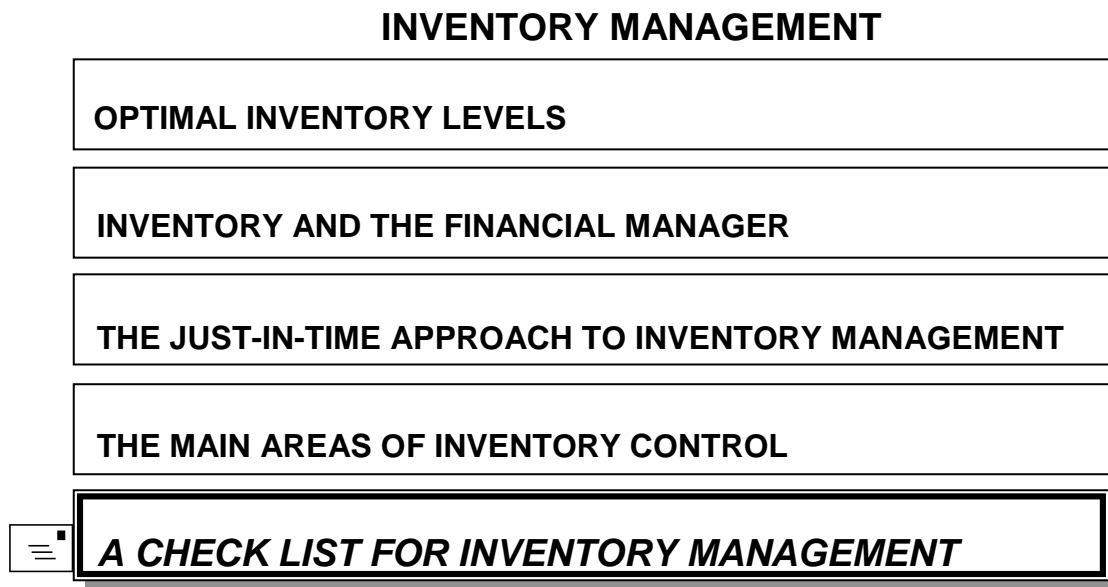 INVENTORY MANAGEMENT
OPTIMAL INVENTORY LEVELS
INVENTORY AND THE FINANCIAL MANAGER
THE JUST-IN-TIME APPROACH TO INVENTORY MANAGEMENT
THE MAIN AREAS OF INVENTORY CONTROL
A CHECK LIST FOR INVENTORY MANAGEMENT